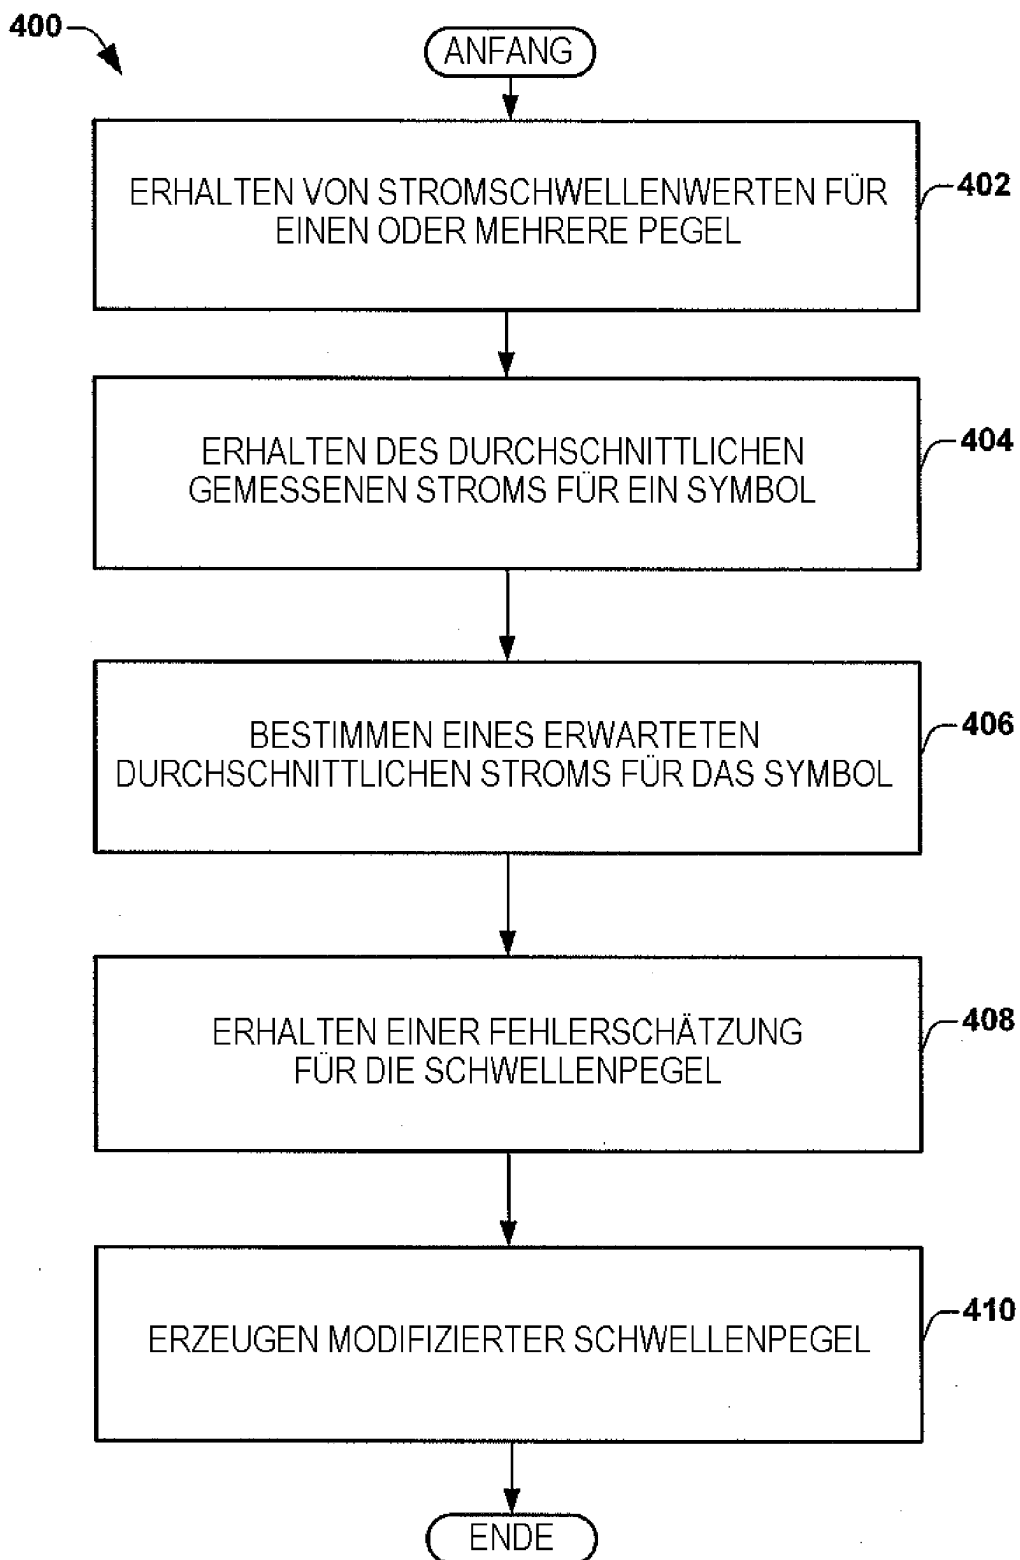 400
ANFANG
ERHALTEN VON STROMSCHWELLENWERTEN FÜR
EINEN ODER MEHRERE PEGEL
402
ERHALTEN DES DURCHSCHNITTLICHEN
GEMESSENEN STROMS FÜR EIN SYMBOL
404
BESTIMMEN EINES ERWARTETEN
DURCHSCHNITTLICHEN STROMS FÜR DAS SYMBOL
406
ERHALTEN EINER FEHLERSCHÄTZUNG
FÜR DIE SCHWELLENPEGEL
408
ERZEUGEN MODIFIZIERTER SCHWELLENPEGEL
410
ENDE